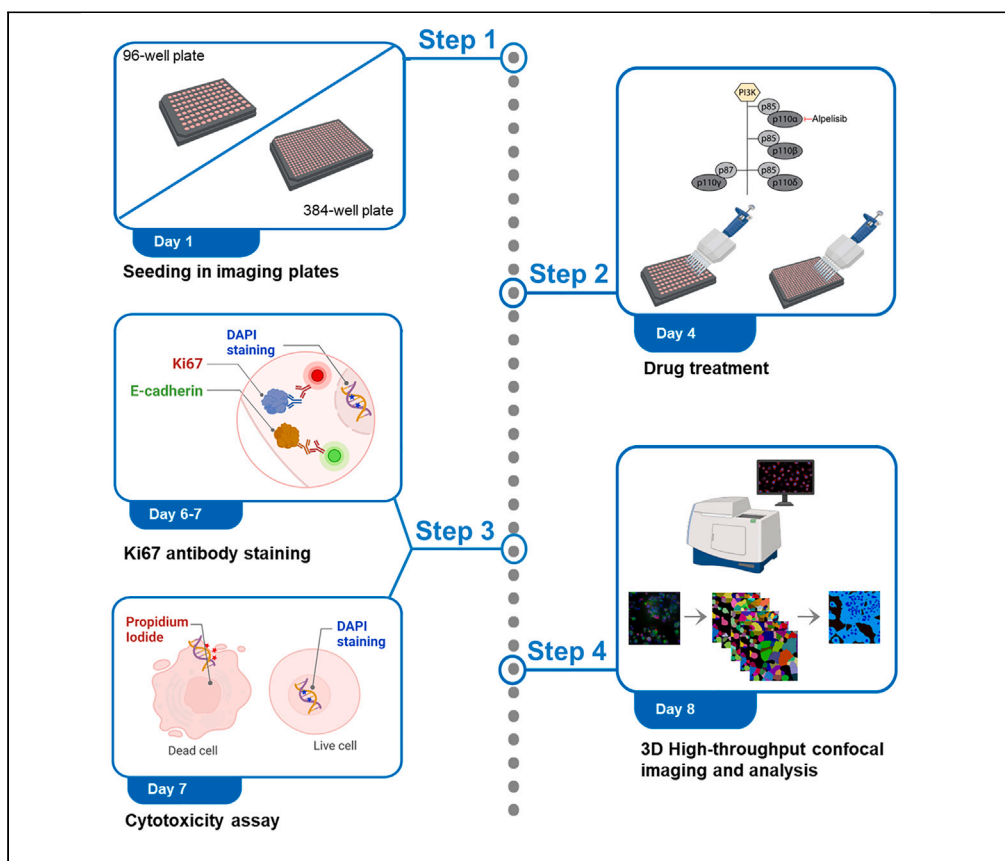 Step 1
96-well plate
384-well plate
Day 1
Seeding in imaging plates
PI3K
p85
p110α
Alpelisib
p85
p110β
p87
p85
p110γ
p110δ
Step 2
Day 4
Drug treatment
DAPI
staining
Ki67
E-cadherin
Day 6-7
Ki67 antibody staining
Step 3
Propidium
Iodide
DAPI
staining
Dead cell
Live cell
Day 7
Cytotoxicity assay
Step 4
Day 8
3D High-throughput confocal
imaging and analysis